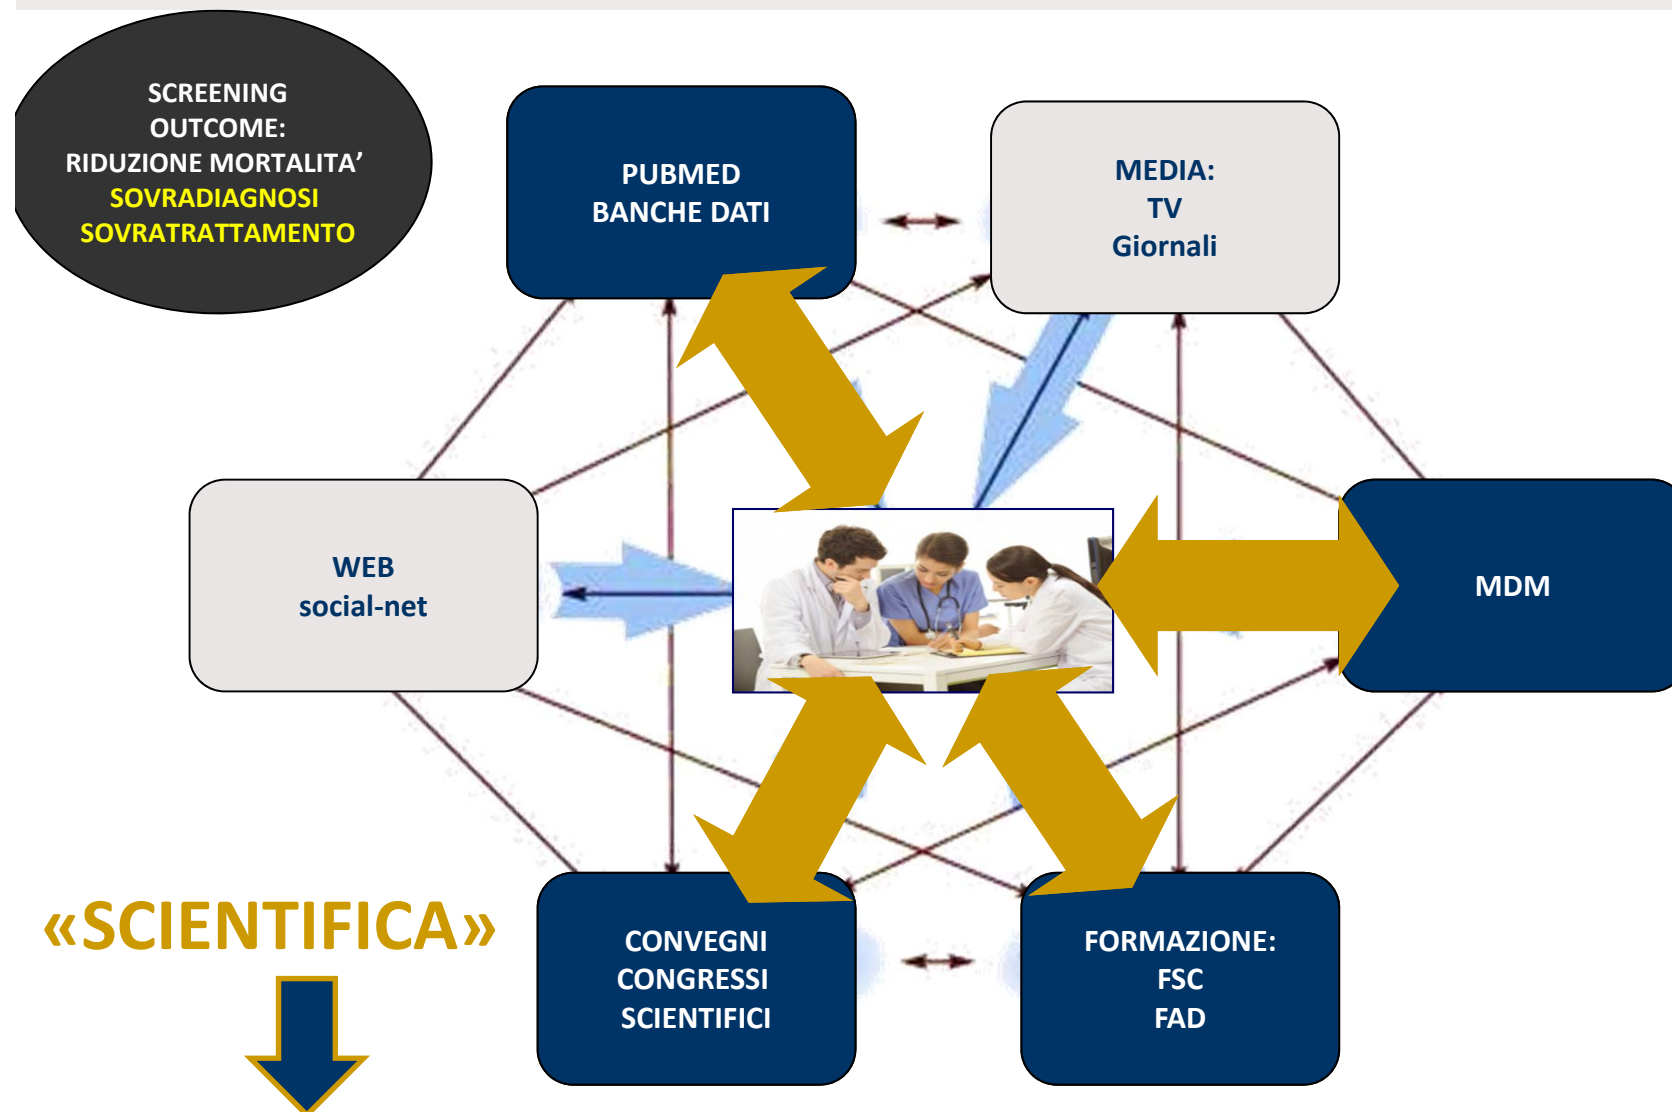 SCREENING
OUTCOME:
RIDUZIONE MORTALITA’
SOVRADIAGNOSI
SOVRATRATTAMENTO
PUBMED
BANCHE DATI
MEDIA:
TV
Giornali
WEB
social-net
MDM
«SCIENTIFICA»
CONVEGNI
CONGRESSI
SCIENTIFICI
FORMAZIONE:
FSC
FAD